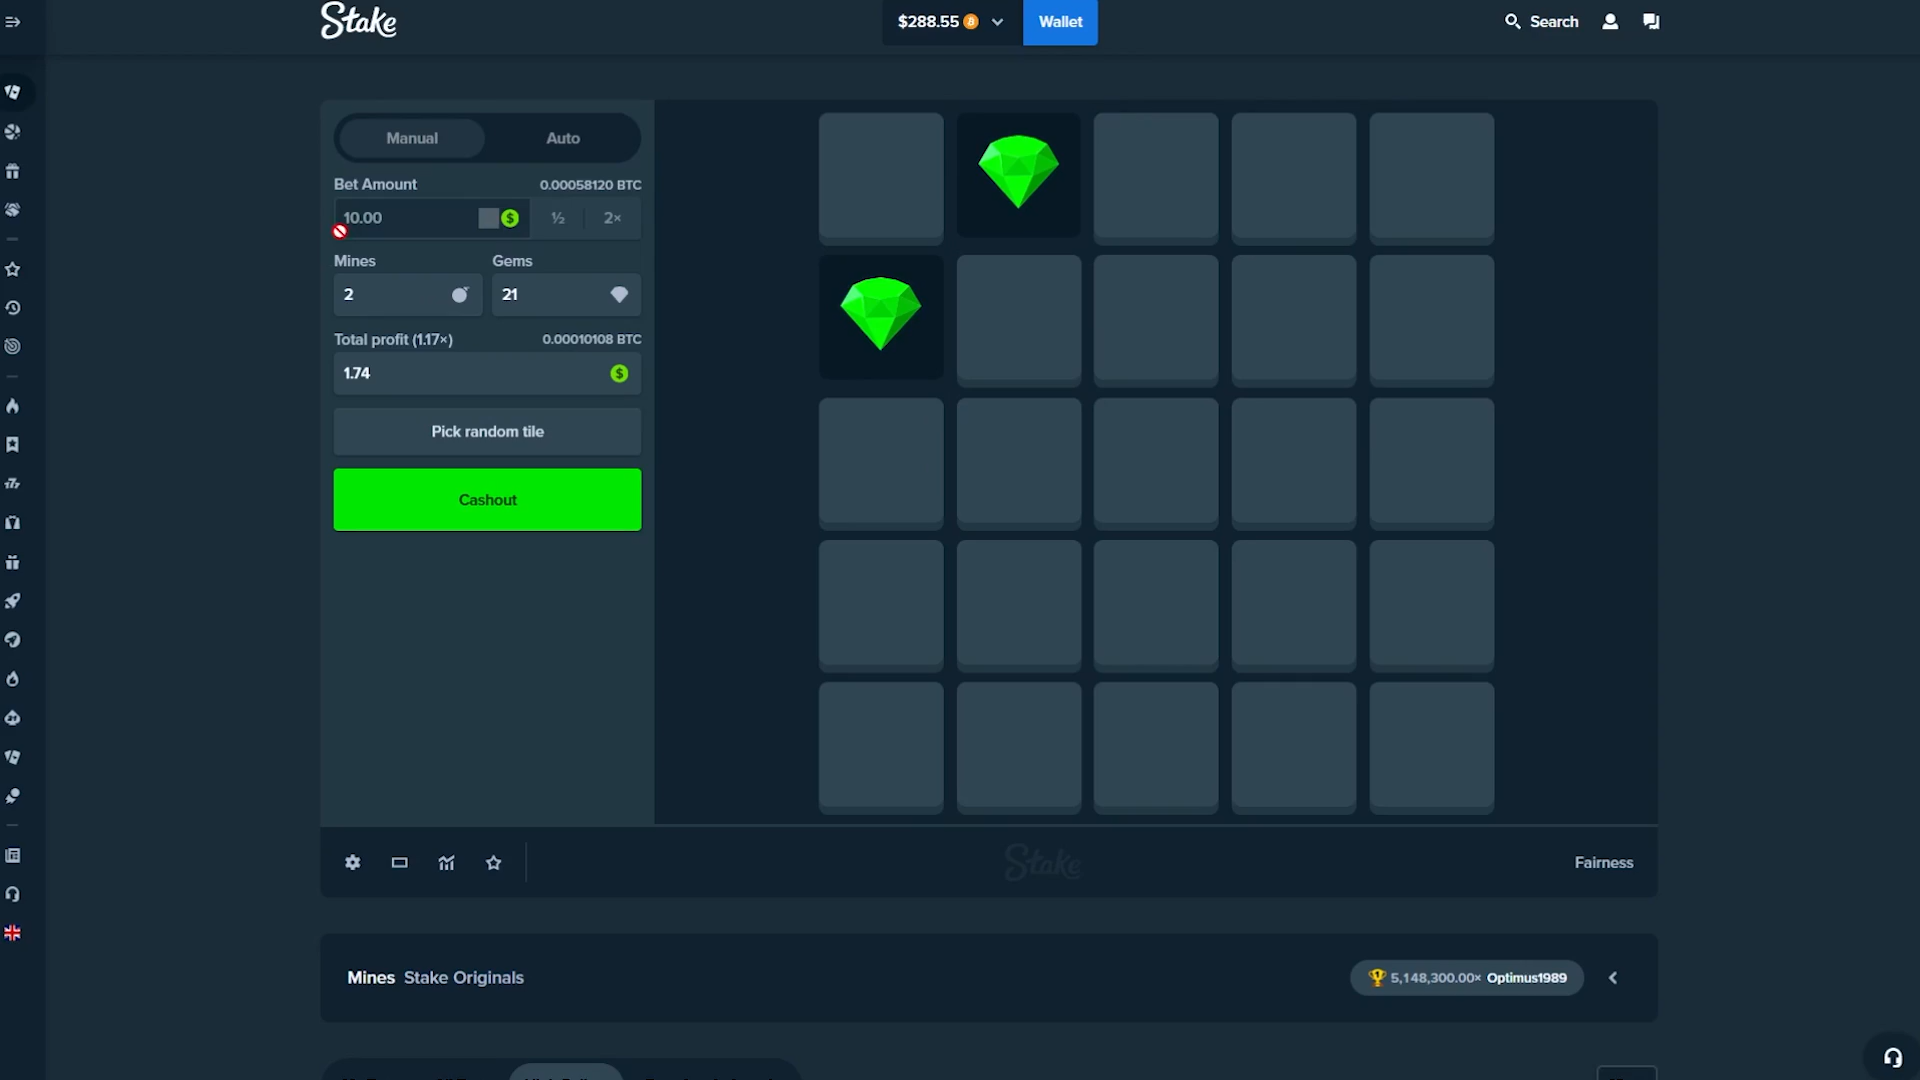 Stake
$288.55
Wallet
Search
Manual
Auto
Bet Amount
0.00058120 BTC
10.00
$
½
2×
Mines
Gems
2
21
Total profit (1.17×)
0.00010108 BTC
1.74
$
Pick random tile
Cashout
Stake
Fairness
Mines Stake Originals
5,148,300.00× Optimus1989